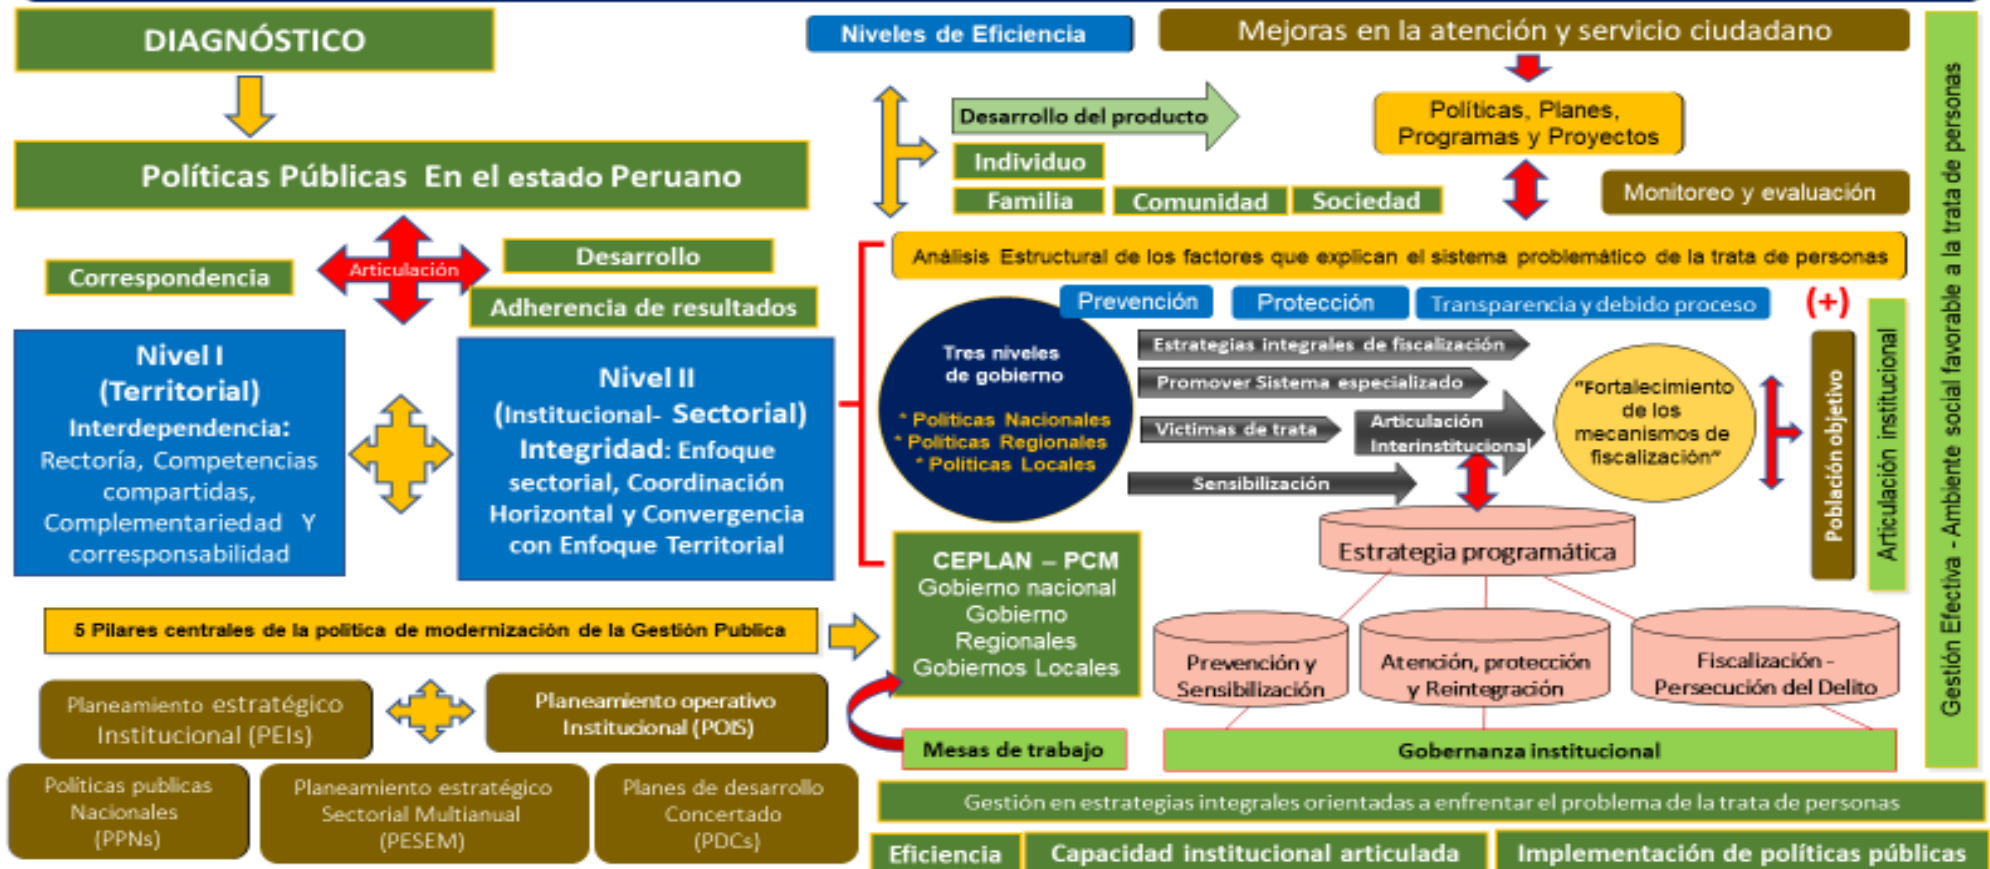 DIAGNÓSTICO
Políticas Públicas En el estado Peruano
Correspondencia
Articulación
Desarrollo
Adherencia de resultados
Nivel I
(Territorial)
Interdependencia:
Rectoría, Competencias
compartidas,
Complementariedad Y
corresponsabilidad
Nivel II
(Institucional- Sectorial)
Integridad: Enfoque
sectorial, Coordinación
Horizontal y Convergencia
con Enfoque Territorial
5 Pilares centrales de la política de modernización de la Gestión Publica
Planeamiento estratégico
Institucional (PEIs)
Planeamiento operativo
Institucional (POIS)
Políticas publicas
Nacionales
(PPNs)
Planeamiento estratégico
Sectorial Multianual
(PESEM)
Planes de desarrollo
Concertado
(PDCs)
Niveles de Eficiencia
Mejoras en la atención y servicio ciudadano
Desarrollo del producto
Individuo
Familia
Comunidad
Sociedad
Políticas, Planes,
Programas y Proyectos
Monitoreo y evaluación
Análisis Estructural de los factores que explican el sistema problemático de la trata de personas
Prevención
Protección
Transparencia y debido proceso
(+)
Tres niveles
de gobierno
* Políticas Nacionales
* Políticas Regionales
* Políticas Locales
Estrategias integrales de fiscalización
Promover Sistema especializado
Victimas de trata
Articulación
Interinstitucional
Sensibilización
"Fortalecimiento
de los
mecanismos de
fiscalización"
Población objetivo
Articulación institucional
Gestión Efectiva - Ambiente social favorable a la trata de personas
CEPLAN – PCM
Gobierno nacional
Gobierno
Regionales
Gobiernos Locales
Estrategia programática
Prevención y
Sensibilización
Atención, protección
y Reintegración
Fiscalización -
Persecución del Delito
Mesas de trabajo
Gobernanza institucional
Gestión en estrategias integrales orientadas a enfrentar el problema de la trata de personas
Eficiencia
Capacidad institucional articulada
Implementación de políticas públicas